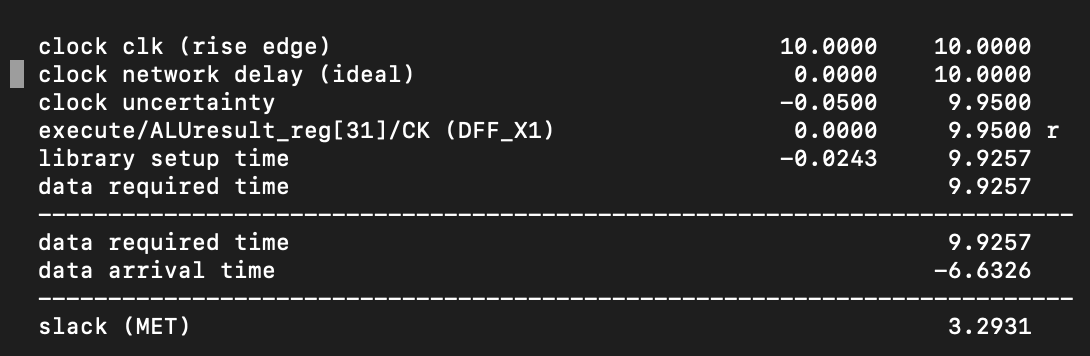 clock clk (rise edge) 10.0000 10.0000
clock network delay (ideal) 0.0000 10.0000
clock uncertainty -0.0500 9.9500
execute/ALUresult_reg[31]/CK (DFF_X1) 0.0000 9.9500 r
library setup time -0.0243 9.9257
data required time 9.9257
--------------------------------------------------------------------------
data required time 9.9257
data arrival time -6.6326
--------------------------------------------------------------------------
slack (MET) 3.2931